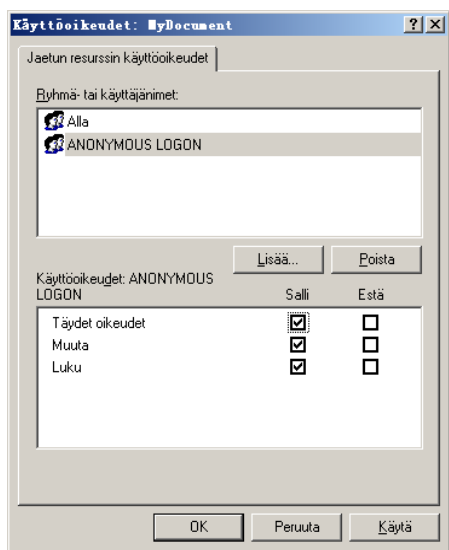 Käyttöoikeudet: MyDocument
Jaetun resurssin käyttöoikeudet
Ryhmä- tai käyttäjänimet:
Alla
ANONYMOUS LOGON
Lisää... Poista
Käyttöoikeudet: ANONYMOUS
LOGON Salli Estä
Täydet oikeudet
Muuta
Luku
OK Peruuta Käytä